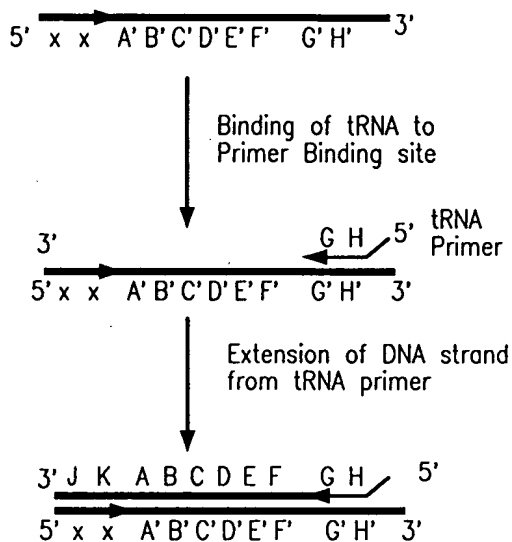 5' x x A' B' C' D' E' F' G' H' 3'
Binding of tRNA to
Primer Binding site
3' G H 5' tRNA
Primer
5' x x A' B' C' D' E' F' G' H' 3'
Extension of DNA strand
from tRNA primer
3' J K A B C D E F G H 5'
5' x x A' B' C' D' E' F' G' H' 3'